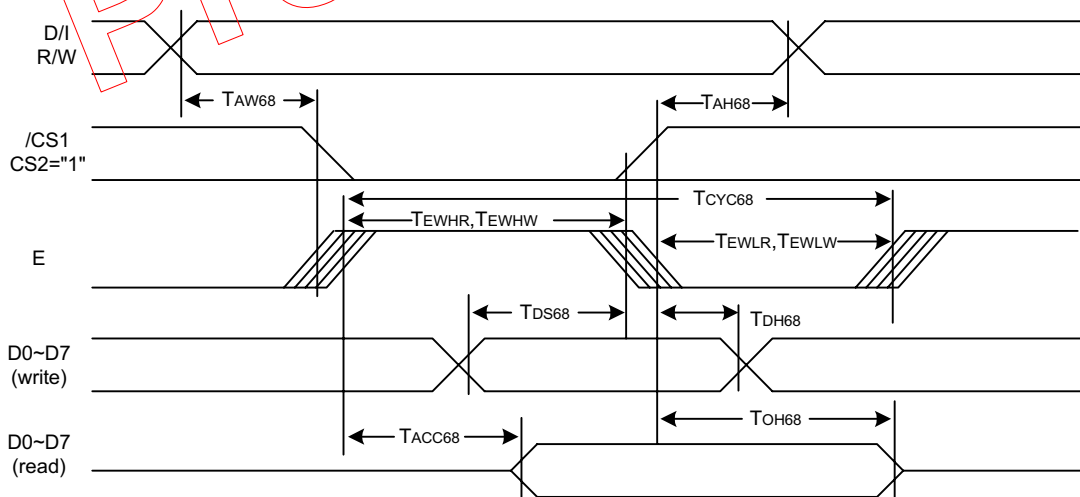 D/I
R/W
TAW68
TAH68
/CS1
CS2="1"
TCYC68
TEWHR,TEWHW
TEWLR,TEWLW
E
TDS68
TDH68
D0~D7
(write)
TOH68
TACC68
D0~D7
(read)